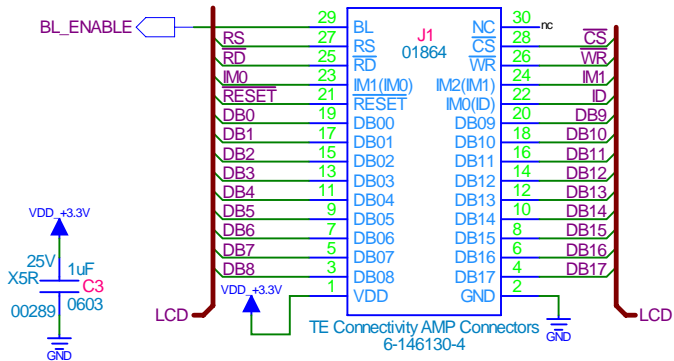 BL_ENABLE 29 BL J1 NC 30 nc
RS 27 RS 01864 CS 28 CS
RD 25 RD WR 26 WR
IM0 23 IM1(IM0) IM2(IM1) 24 IM1
RESET 21 RESET IM0(ID) 22 ID
DB0 19 DB00 DB09 20 DB9
DB1 17 DB01 DB10 18 DB10
DB2 15 DB02 DB11 16 DB11
DB3 13 DB03 DB12 14 DB12
DB4 11 DB04 DB13 12 DB13
DB5 9 DB05 DB14 10 DB14
DB6 7 DB06 DB15 8 DB15
DB7 5 DB07 DB16 6 DB16
DB8 3 DB08 DB17 4 DB17
1 VDD GND 2
VDD_+3.3V
LCD
LCD
GND
TE Connectivity AMP Connectors
6-146130-4
VDD_+3.3V
25V 1uF
X5R C3
00289 0603
GND